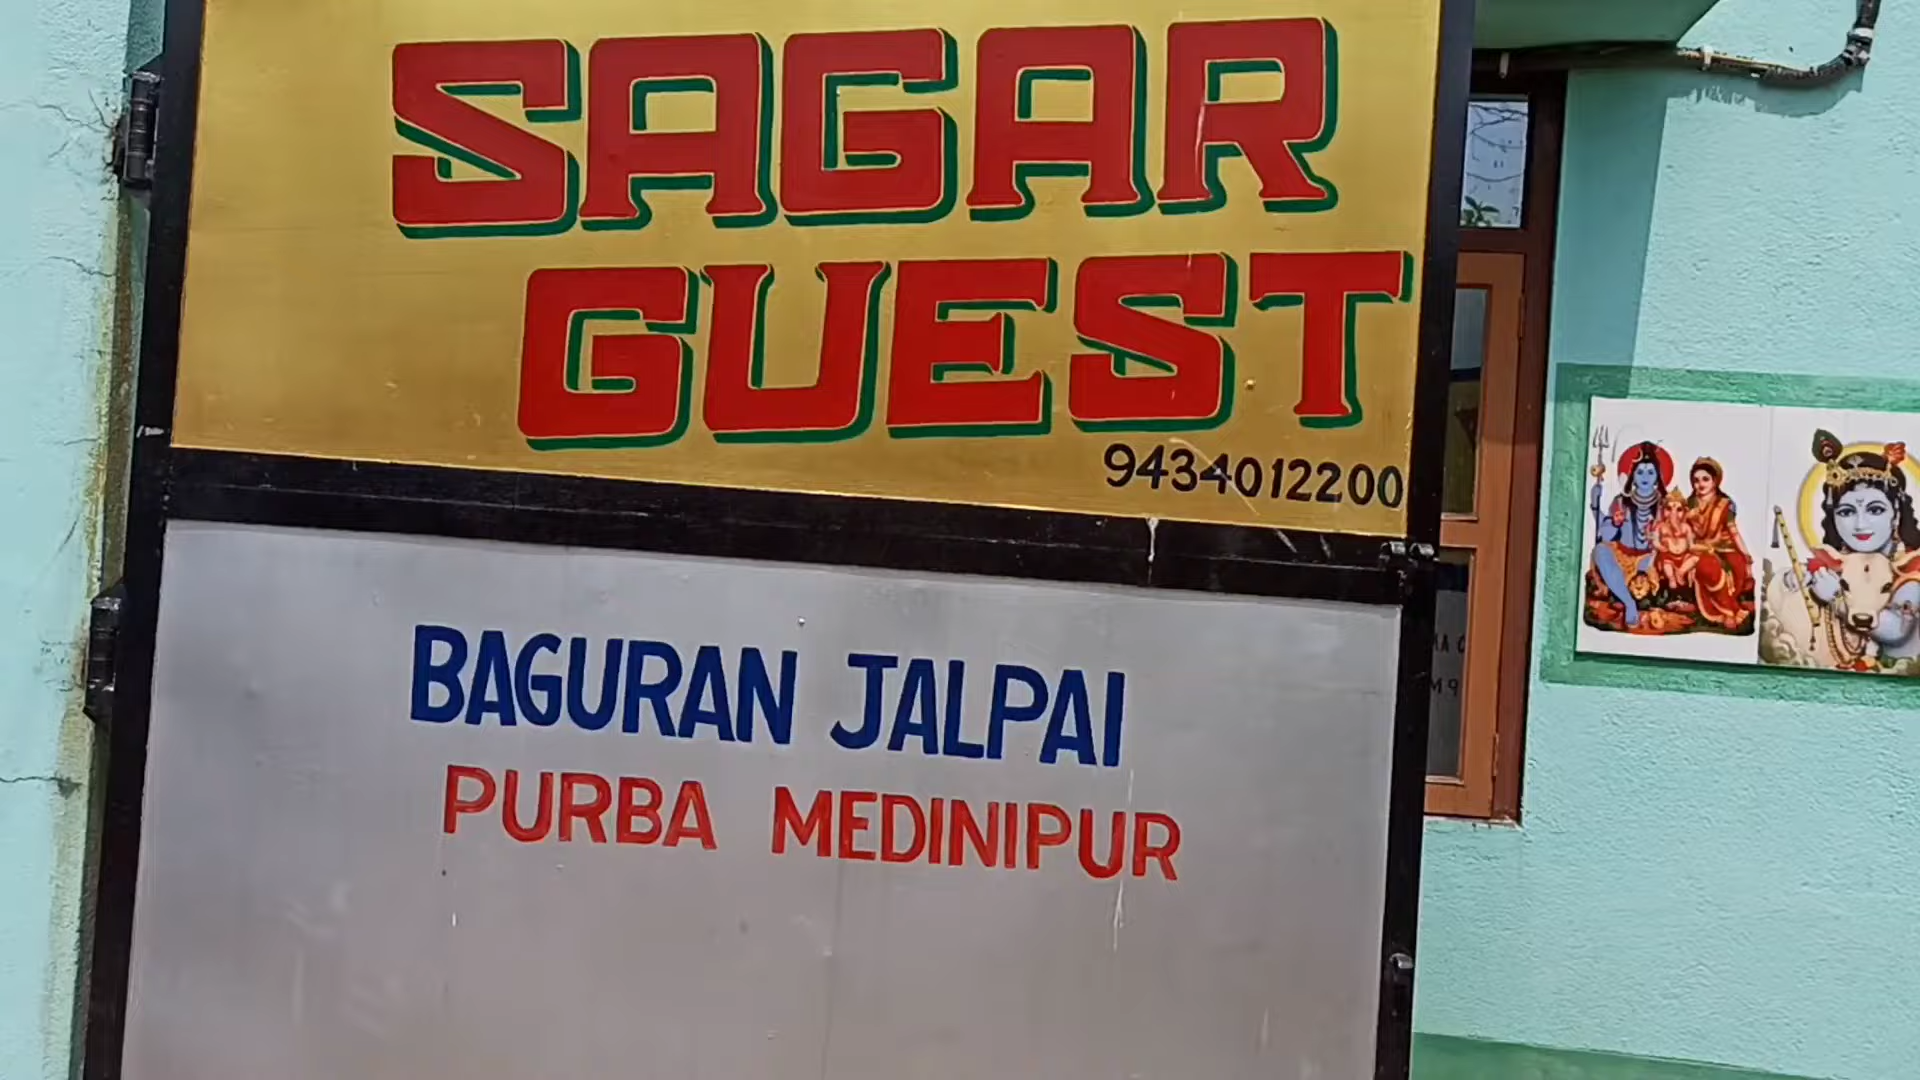 SAGAR
GUEST
9434012200
BAGURAN JALPAI
PURBA MEDINIPUR